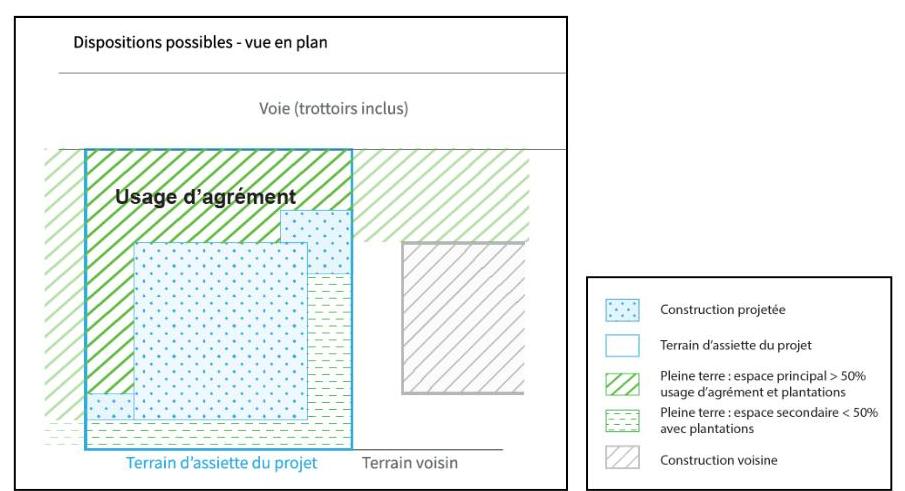 Dispositions possibles - vue en plan
Voie (trottoirs inclus)
Usage d'agrément
Terrain d'assiette du projet
Terrain voisin
Construction projetée
Terrain d'assiette du projet
Pleine terre : espace principal > 50%
usage d'agrément et plantations
Pleine terre : espace secondaire < 50%
avec plantations
Construction voisine